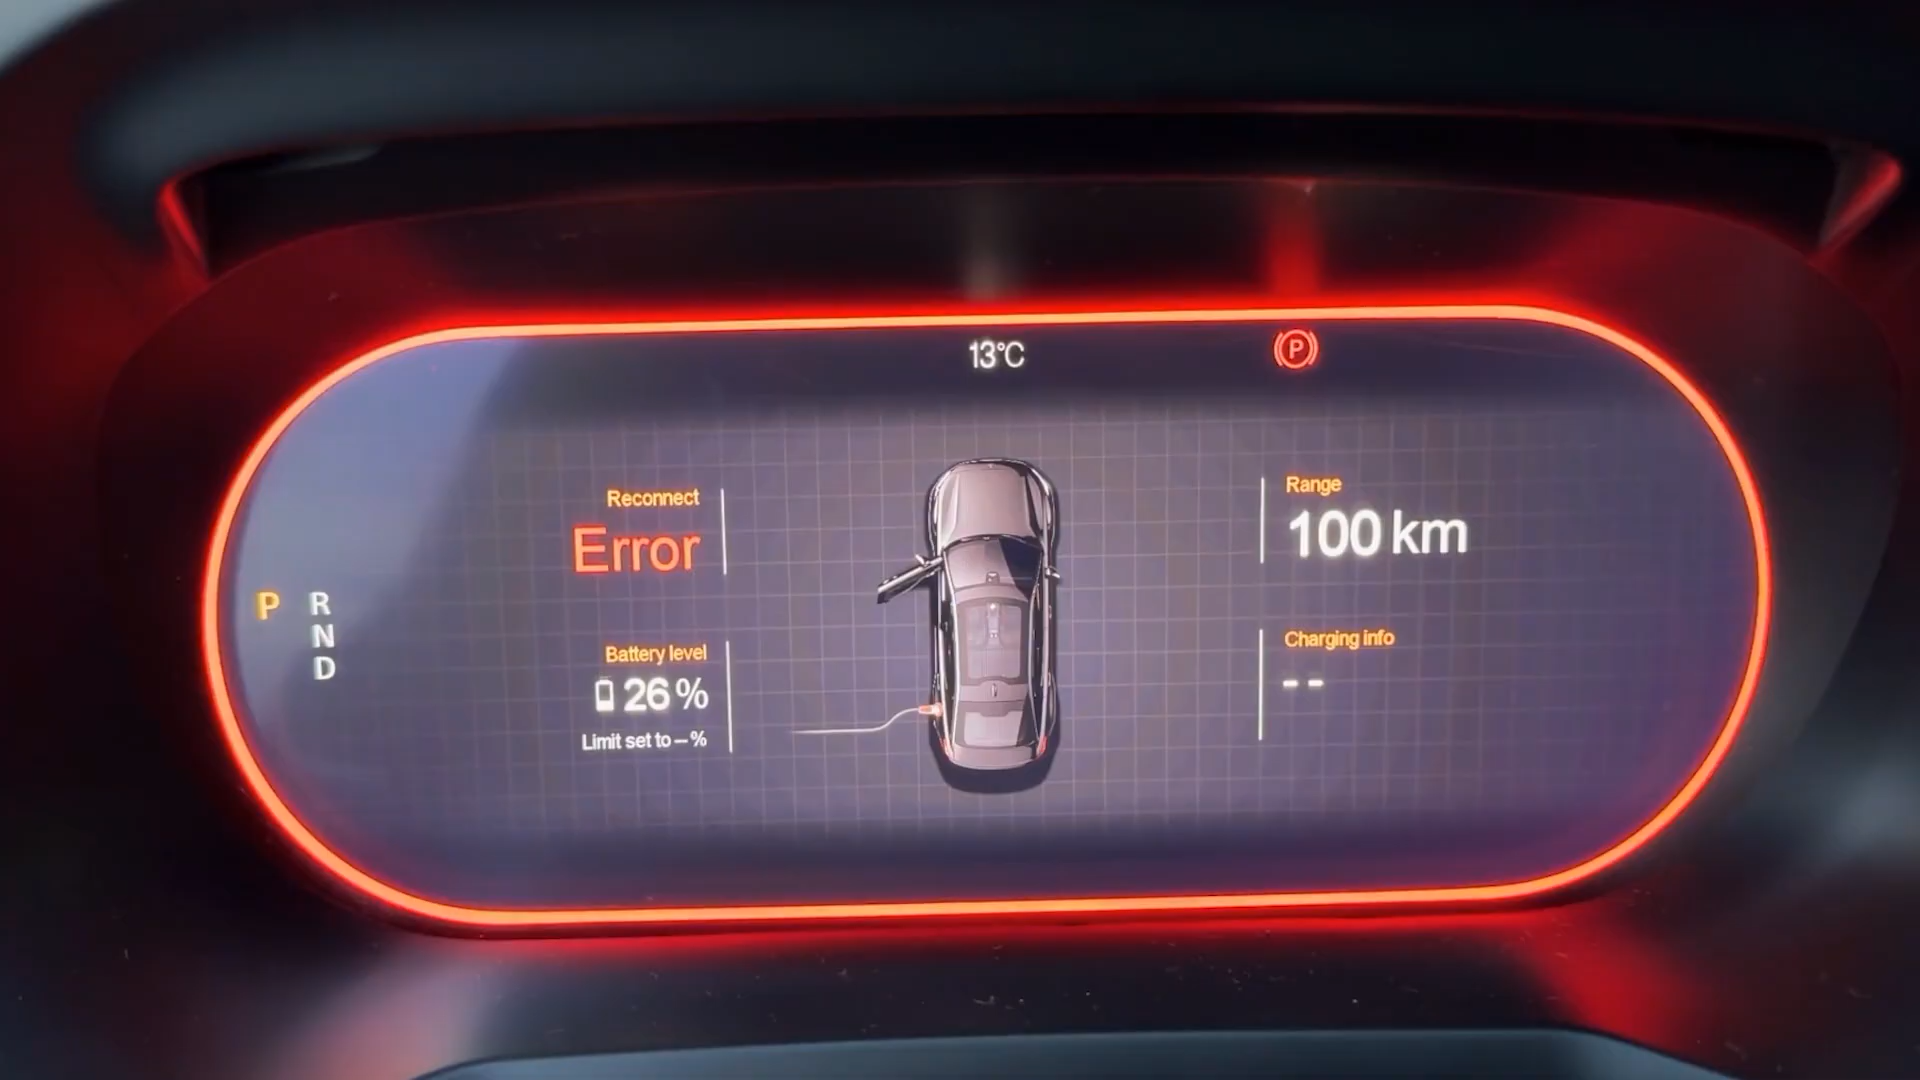 13°C
P
Reconnect
Error
Range
100 km
P
R
N
D
Battery level
26 %
Limit set to – %
Charging info
- -